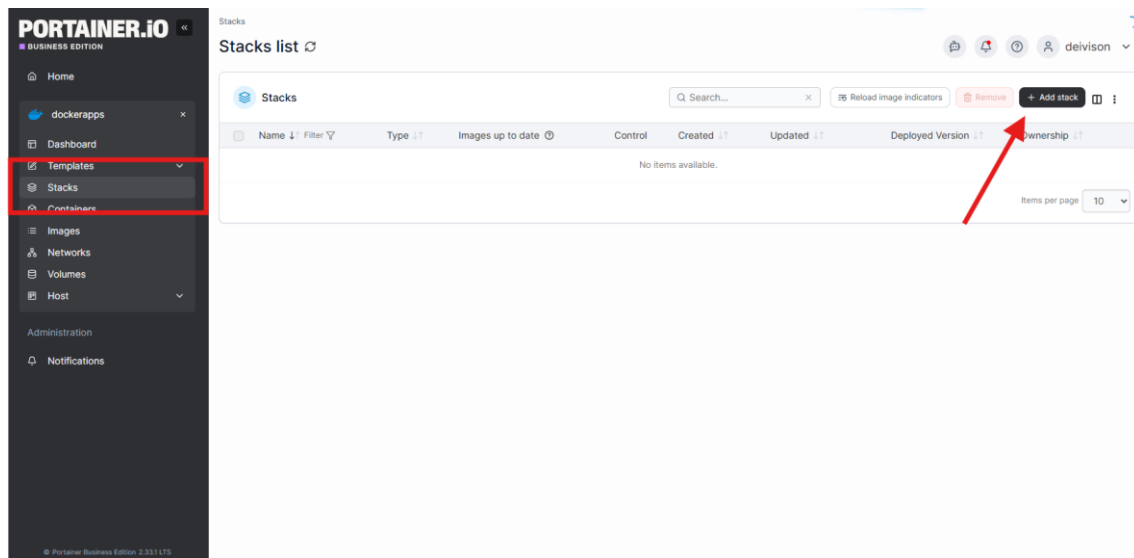 PORTAINER.iO
BUSINESS EDITION
Home
dockerapps
Dashboard
Templates
Stacks
Containers
Images
Networks
Volumes
Host
Administration
Notifications
© Portainer Business Edition 2.33.1 LTS
Stacks
Stacks list
deivison
Stacks
Search...
Reload image indicators
Remove
+ Add stack
Name Filter Type Images up to date Control Created Updated Deployed Version Ownership
No items available.
Items per page 10